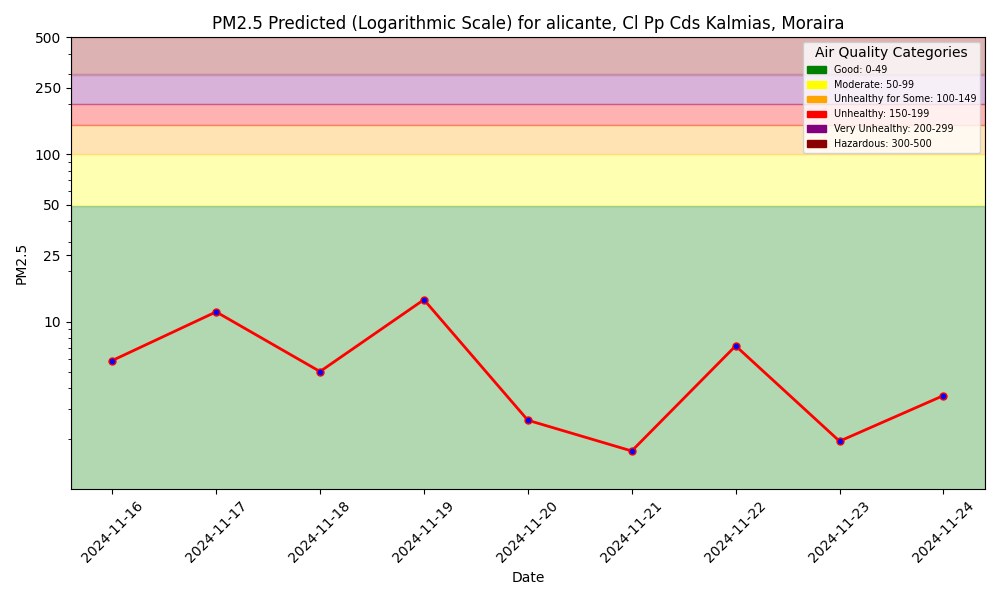 PM2.5 Predicted (Logarithmic Scale) for alicante, Cl Pp Cds Kalmias, Moraira
Air Quality Categories
Good: 0-49
Moderate: 50-99
Unhealthy for Some: 100-149
Unhealthy: 150-199
Very Unhealthy: 200-299
Hazardous: 300-500
PM2.5
500
250
100
50
25
10
2024-11-16
2024-11-17
2024-11-18
2024-11-19
2024-11-20
2024-11-21
2024-11-22
2024-11-23
2024-11-24
Date